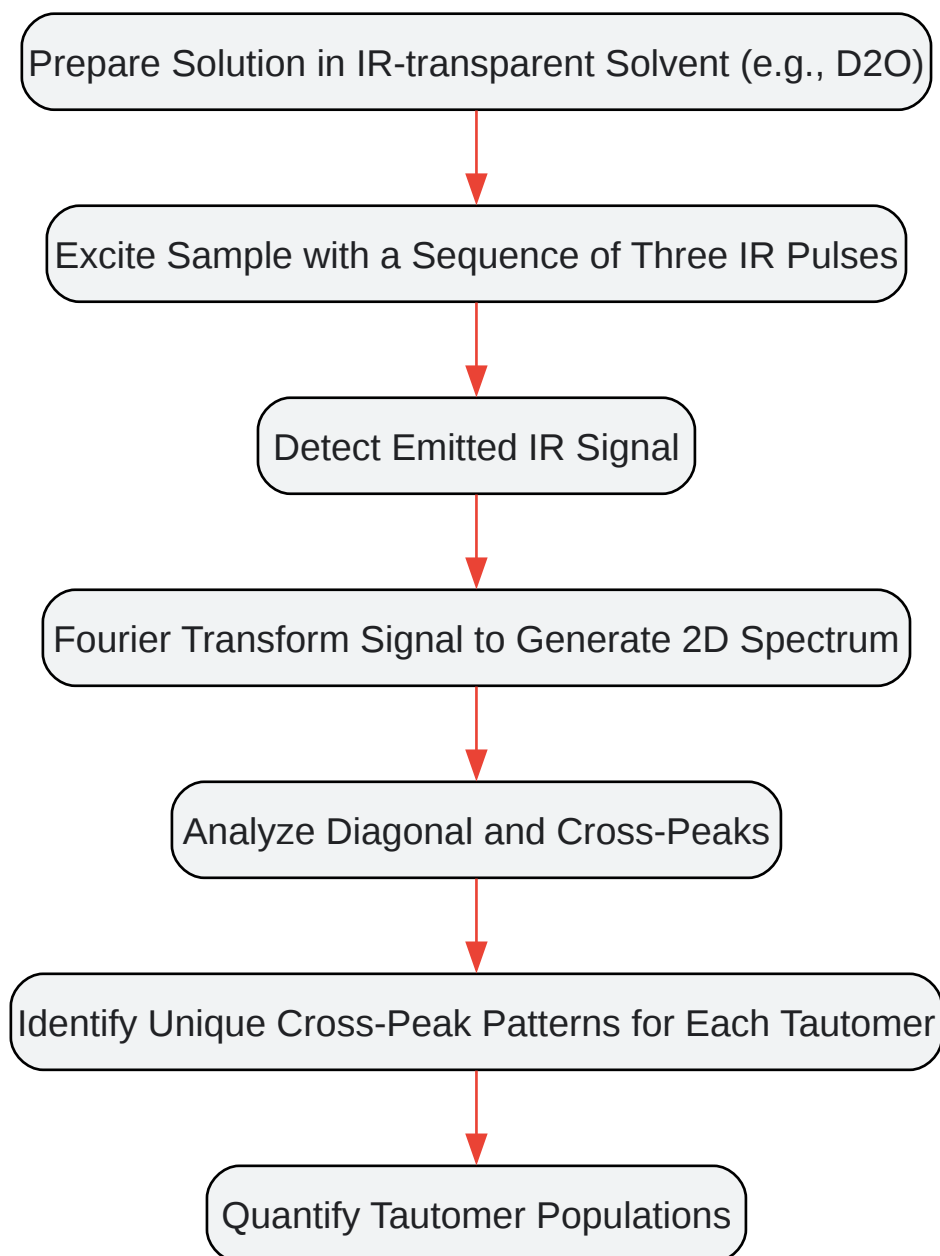 Prepare Solution in IR-transparent Solvent (e.g., D2O)
Excite Sample with a Sequence of Three IR Pulses
Detect Emitted IR Signal
Fourier Transform Signal to Generate 2D Spectrum
Analyze Diagonal and Cross-Peaks
Identify Unique Cross-Peak Patterns for Each Tautomer
Quantify Tautomer Populations